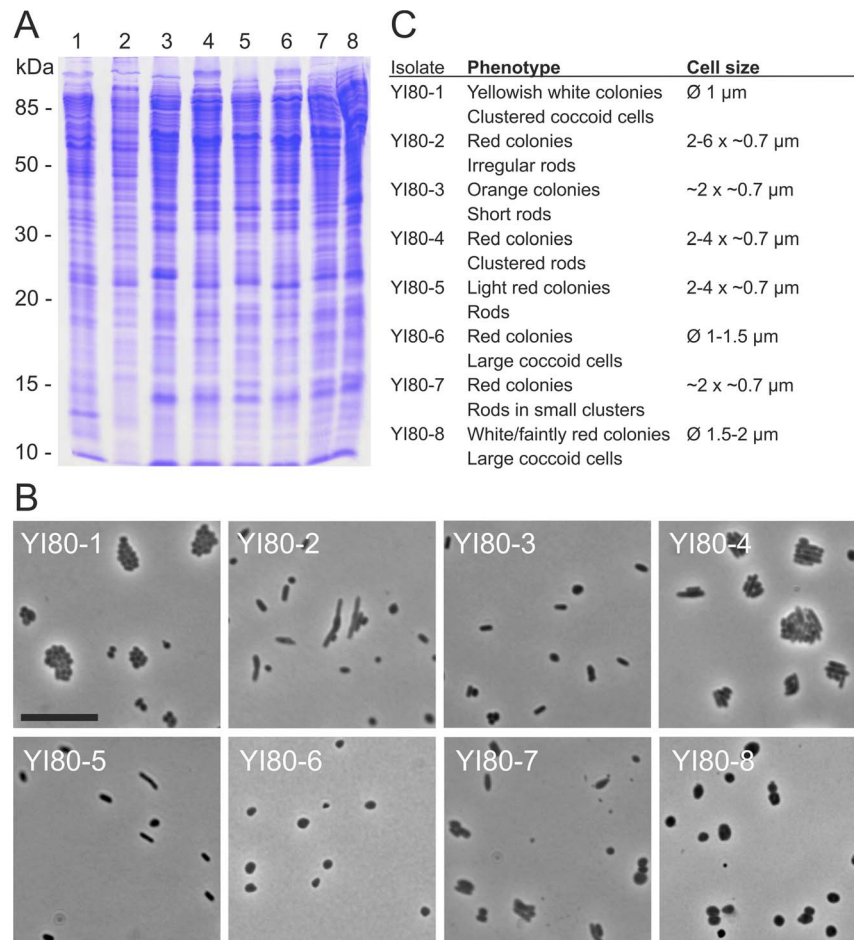 A
1 2 3 4 5 6 7 8
kDa
85 -
50 -
30 -
20 -
15 -
10 -
C
Isolate Phenotype Cell size
YI80-1 Yellowish white colonies Ø 1 µm
Clustered coccoid cells
YI80-2 Red colonies 2-6 x ~0.7 µm
Irregular rods
YI80-3 Orange colonies ~2 x ~0.7 µm
Short rods
YI80-4 Red colonies 2-4 x ~0.7 µm
Clustered rods
YI80-5 Light red colonies 2-4 x ~0.7 µm
Rods
YI80-6 Red colonies Ø 1-1.5 µm
Large coccoid cells
YI80-7 Red colonies ~2 x ~0.7 µm
Rods in small clusters
YI80-8 White/faintly red colonies Ø 1.5-2 µm
Large coccoid cells
B
YI80-1 YI80-2 YI80-3 YI80-4
YI80-5 YI80-6 YI80-7 YI80-8